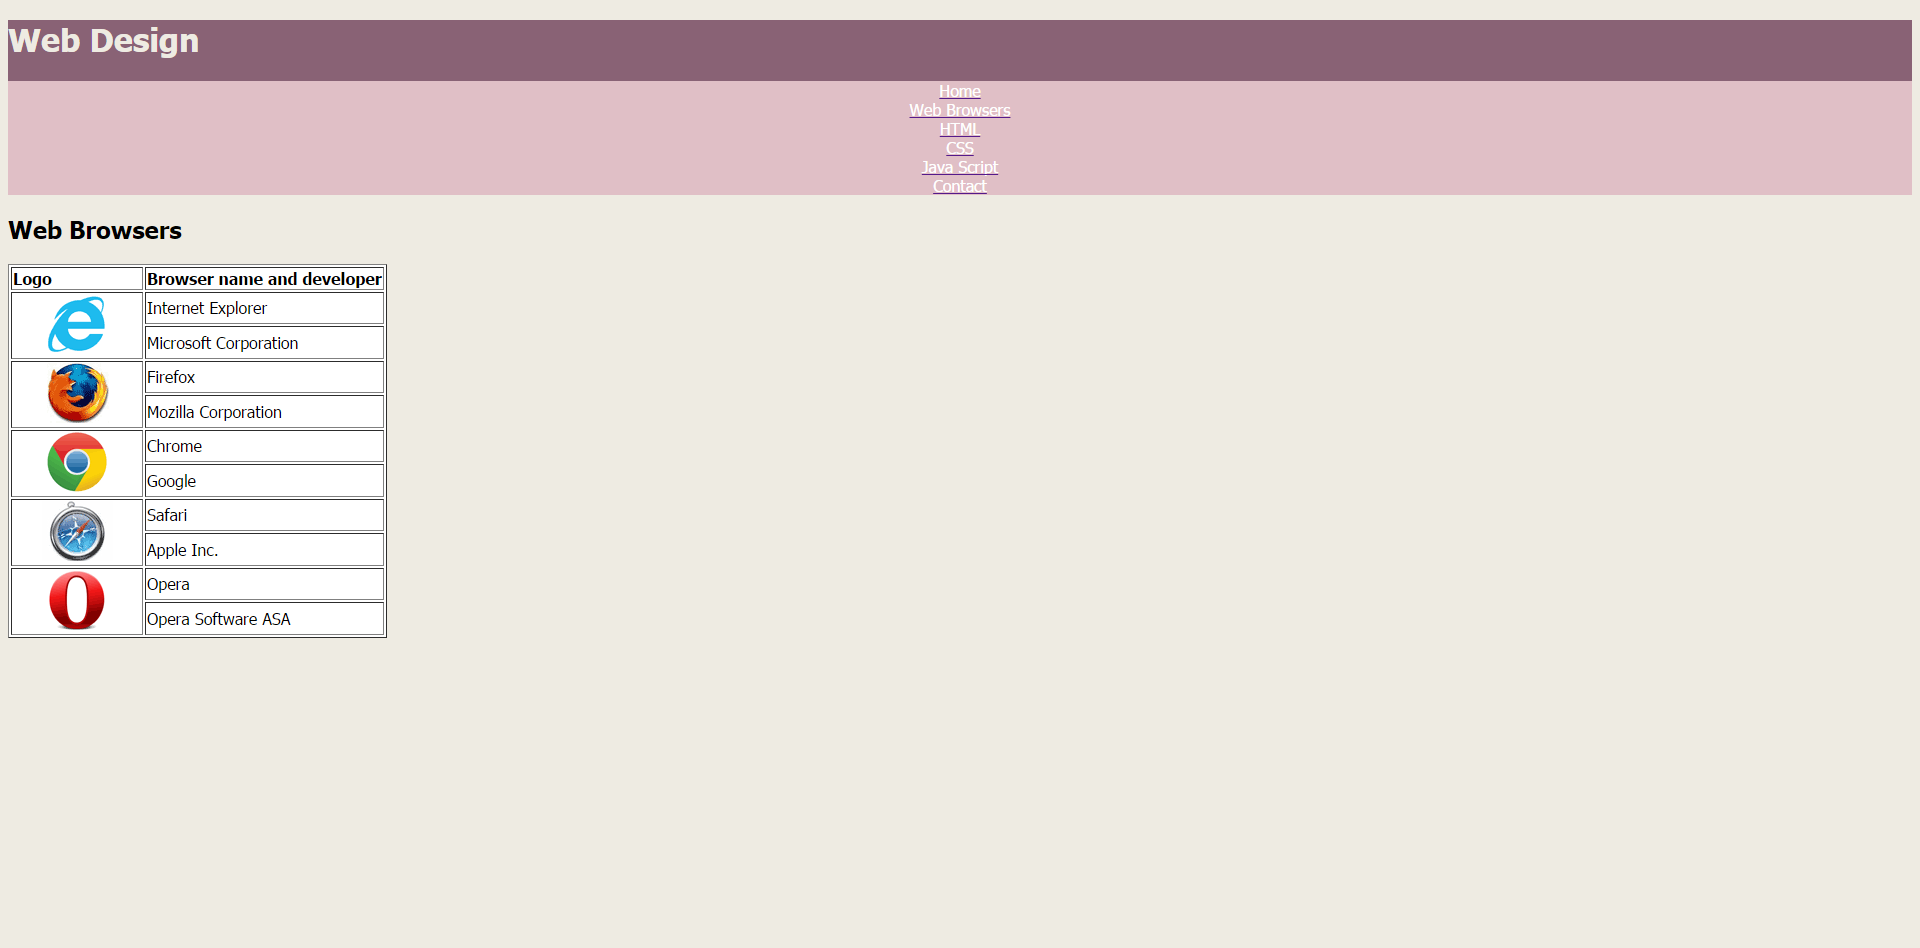 Web Design
Home
Web Browsers
HTML
CSS
Java Script
Contact
Web Browsers
Logo Browser name and developer
Internet Explorer
Microsoft Corporation
Firefox
Mozilla Corporation
Chrome
Google
Safari
Apple Inc.
Opera
Opera Software ASA